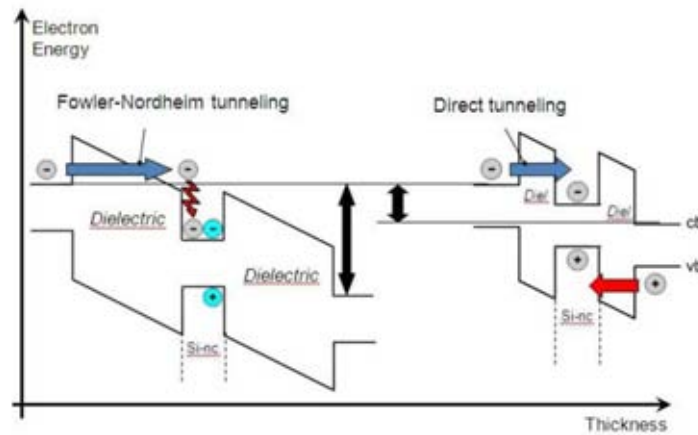 Electron
Energy
Fowler-Nordheim tunneling
Direct tunneling
Dielectric
Dielectric
Diel
Diel
cb
vb
Si-nc
Si-nc
Thickness